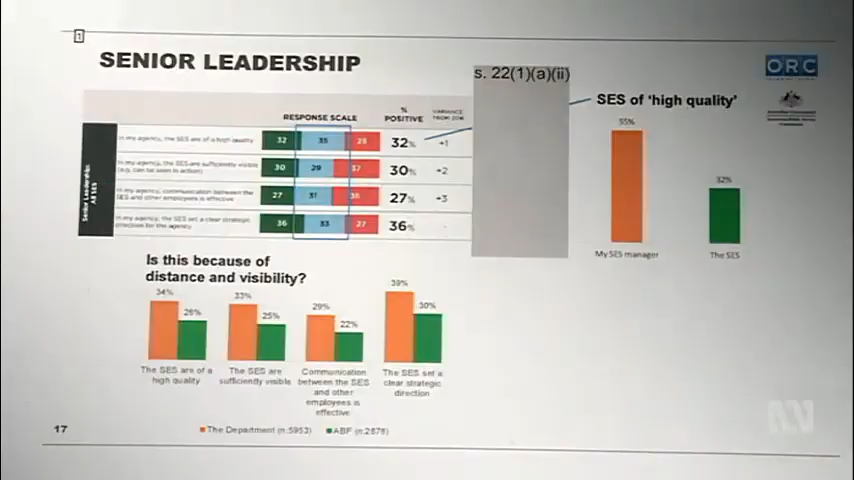 1
SENIOR LEADERSHIP
s. 22(1)(a)(ii)
ORC
RESPONSE SCALE
%
POSITIVE
VARIANCE
SES of 'high quality'
Senior Leadership:
All SES
In my agency, the SES are of a high quality
32 35
32%
+1
In my agency, the SES are sufficiently visible
(e.g. can be seen in action)
30 29 37
30%
+2
In my agency, communication between the
SES and other employees is effective
27 31
27%
+3
In my agency, the SES set a clear strategic
direction for the agency
36 33 27
36%
55%
32%
My SES manager
The SES
Is this because of
distance and visibility?
34%
26%
33%
25%
29%
22%
39%
30%
The SES are of a
high quality
The SES are
sufficiently visible
Communication
between the SES
and other
employees is
effective
The SES set a
clear strategic
direction
The Department (n:5953)
ABF (n:2878)
17